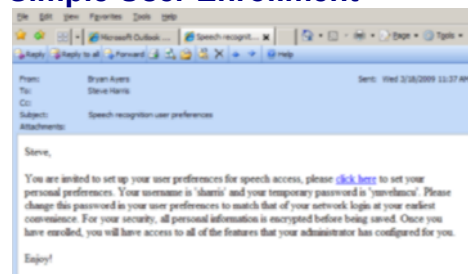 Simple User Enrollment
File Edit View Favorites Tools Help
Microsoft Outlook ... Speech recognit... Page Tools
Reply Reply to all Forward Help
From: Bryan Ayers Sent: Wed 3/18/2009 11:37 AM
To: Steve Harris
Cc:
Subject: Speech recognition user preferences
Attachments:
Steve,
You are invited to set up your user preferences for speech access, please click here to set your
personal preferences. Your username is 'sharris' and your temporary password is Please
change this password in your user preferences to match that of your network login at your earliest
convenience. For your security, all personal information is encrypted before being saved. Once you
have enrolled, you will have access to all of the features that your administrator has configured for you.
Enjoy!